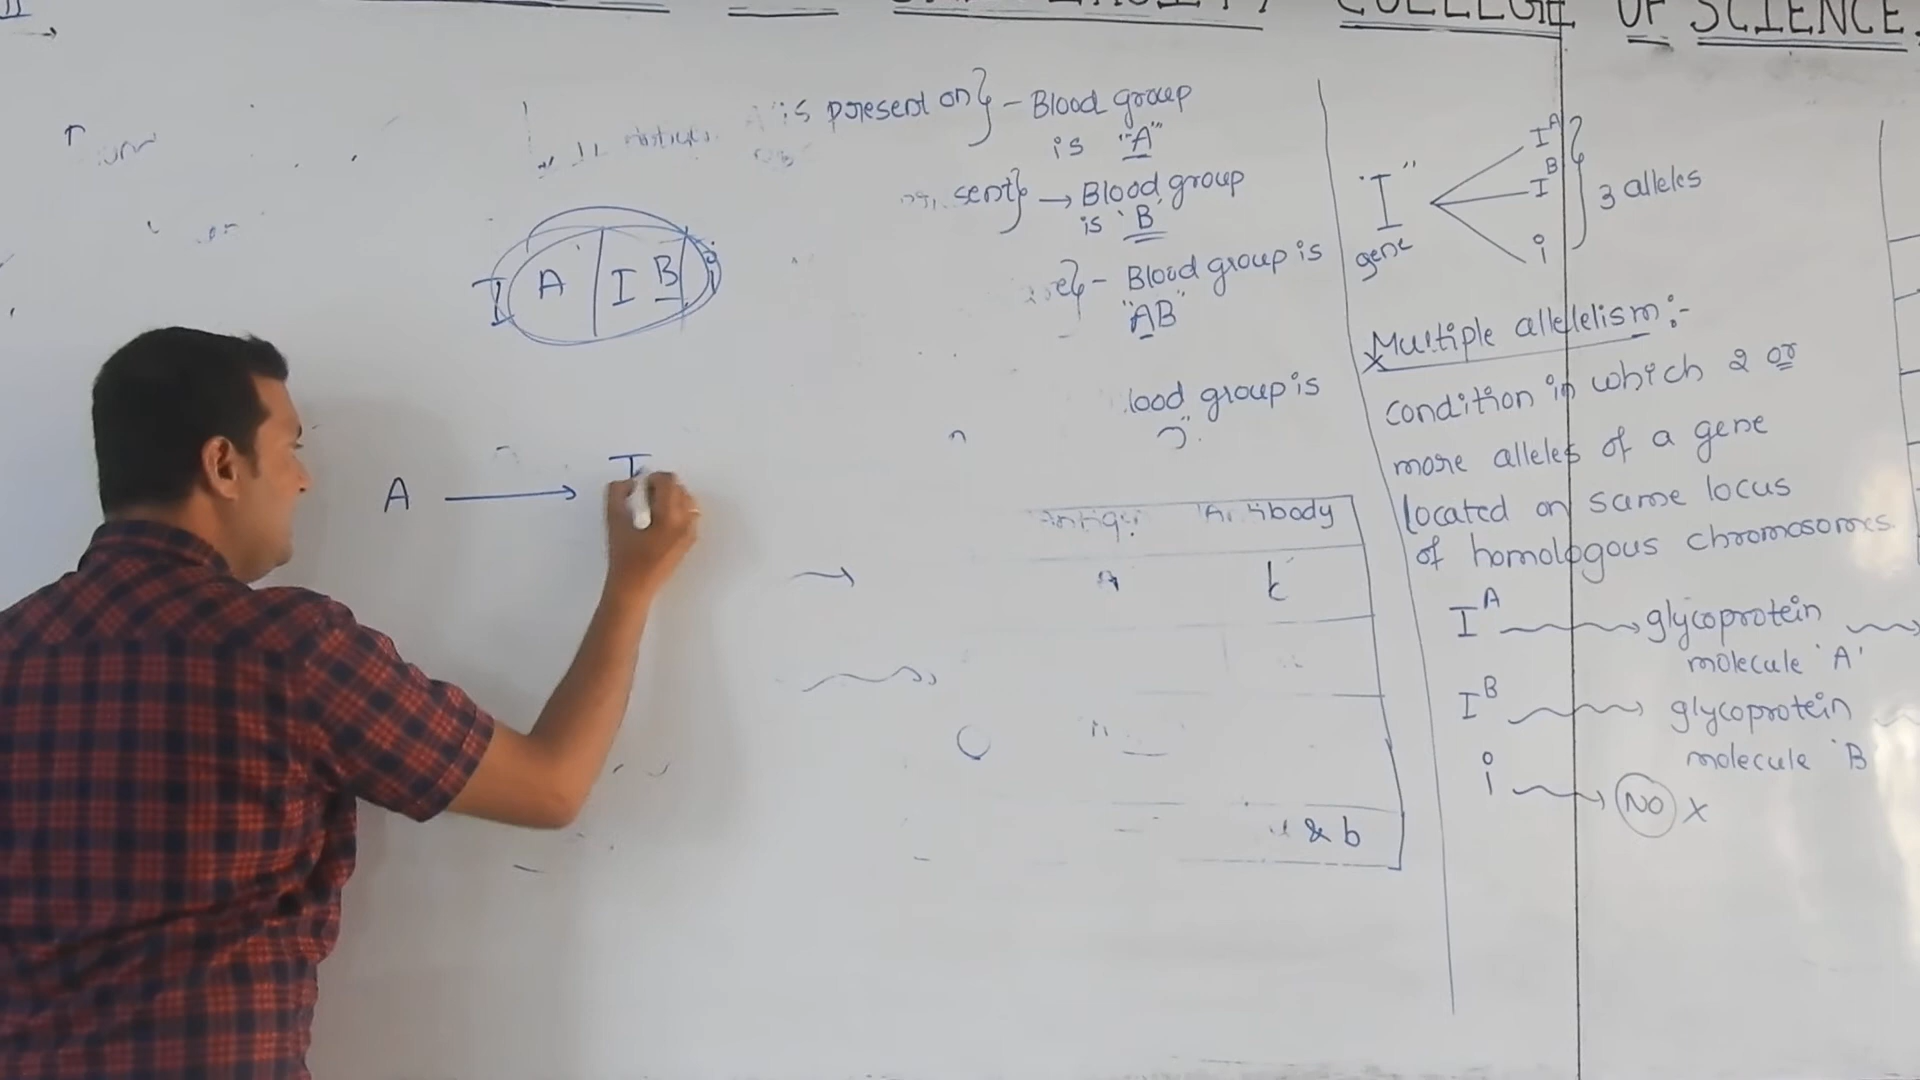 COLLEGE OF SCIENCE.
is present on} - Blood group
is "A"
sent} → Blood group
is 'B'
} - Blood group is
"AB"
lood group is
I A | I B | i
A → I
Antibody
A
& b
"I"
gene
I^A
I^B
i
3 alleles
Multiple allelelism :-
condition in which 2 or
more alleles of a gene
located on same locus
of homologous chromosomes
I^A → glycoprotein
molecule 'A'
I^B → glycoprotein
molecule 'B
i → NO X